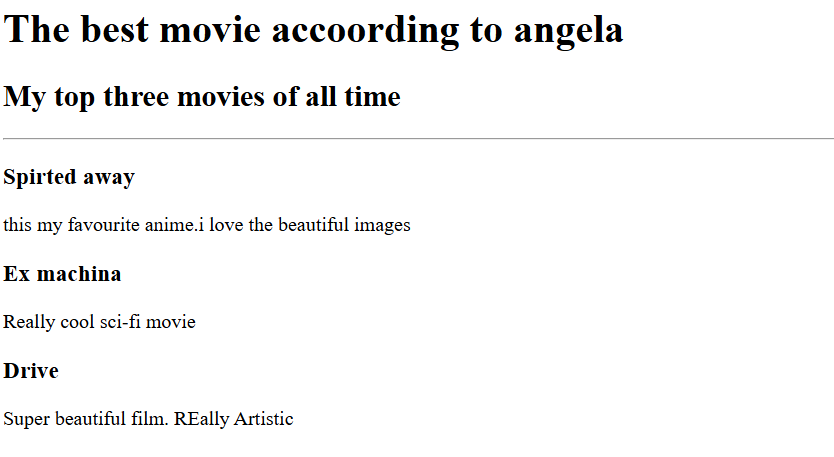 The best movie accoording to angela
My top three movies of all time
Spirted away
this my favourite anime.i love the beautiful images
Ex machina
Really cool sci-fi movie
Drive
Super beautiful film. REally Artistic